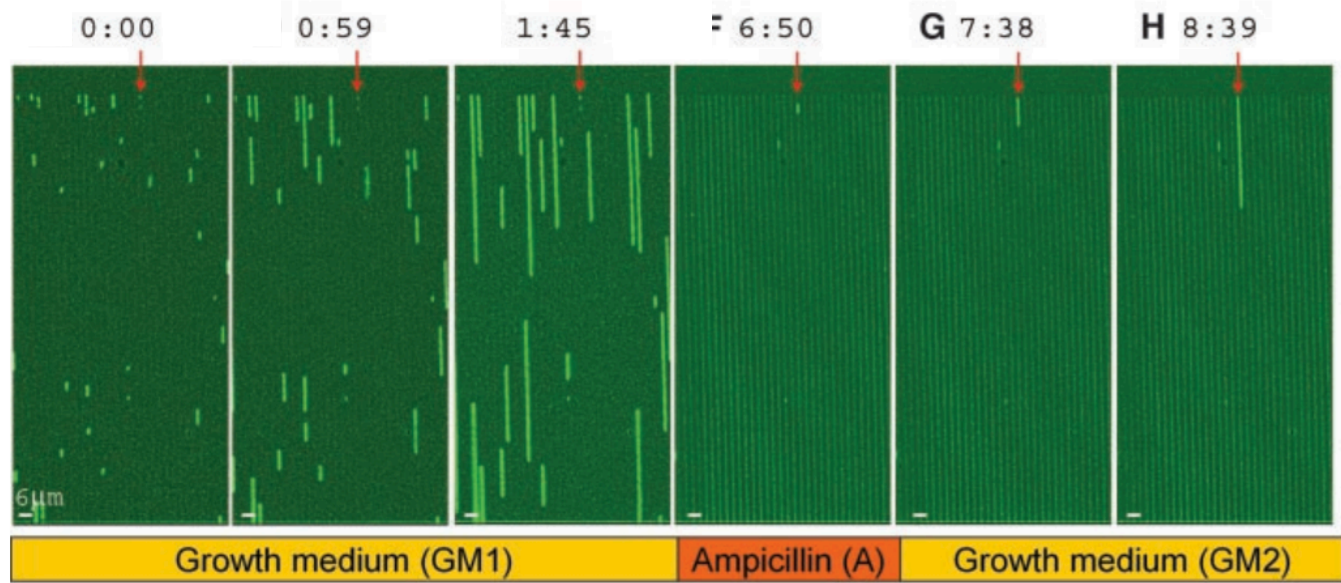 0:00
0:59
1:45
F 6:50
G 7:38
H 8:39
6μm
Growth medium (GM1)
Ampicillin (A)
Growth medium (GM2)